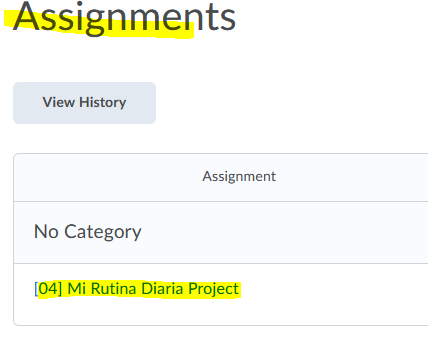 Assignments
View History
Assignment
No Category
[04] Mi Rutina Diaria Project